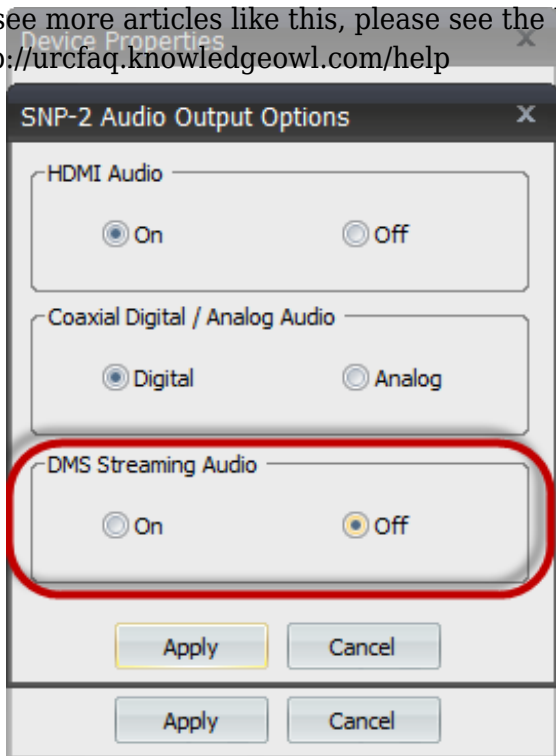 see more articles like this, please see the
Device Properties x
://urcfaq.knowledgeowl.com/help
SNP-2 Audio Output Options x
HDMI Audio
On Off
Coaxial Digital / Analog Audio
Digital Analog
DMS Streaming Audio
On Off
Apply Cancel
Apply Cancel